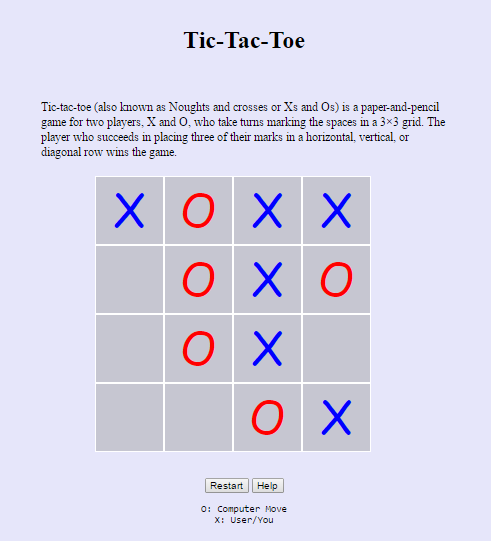 Tic-Tac-Toe
Tic-tac-toe (also known as Noughts and crosses or Xs and Os) is a paper-and-pencil
game for two players, X and O, who take turns marking the spaces in a 3×3 grid. The
player who succeeds in placing three of their marks in a horizontal, vertical, or
diagonal row wins the game.
X O X X
O X O
O X
O X
Restart Help
O: Computer Move
X: User/You